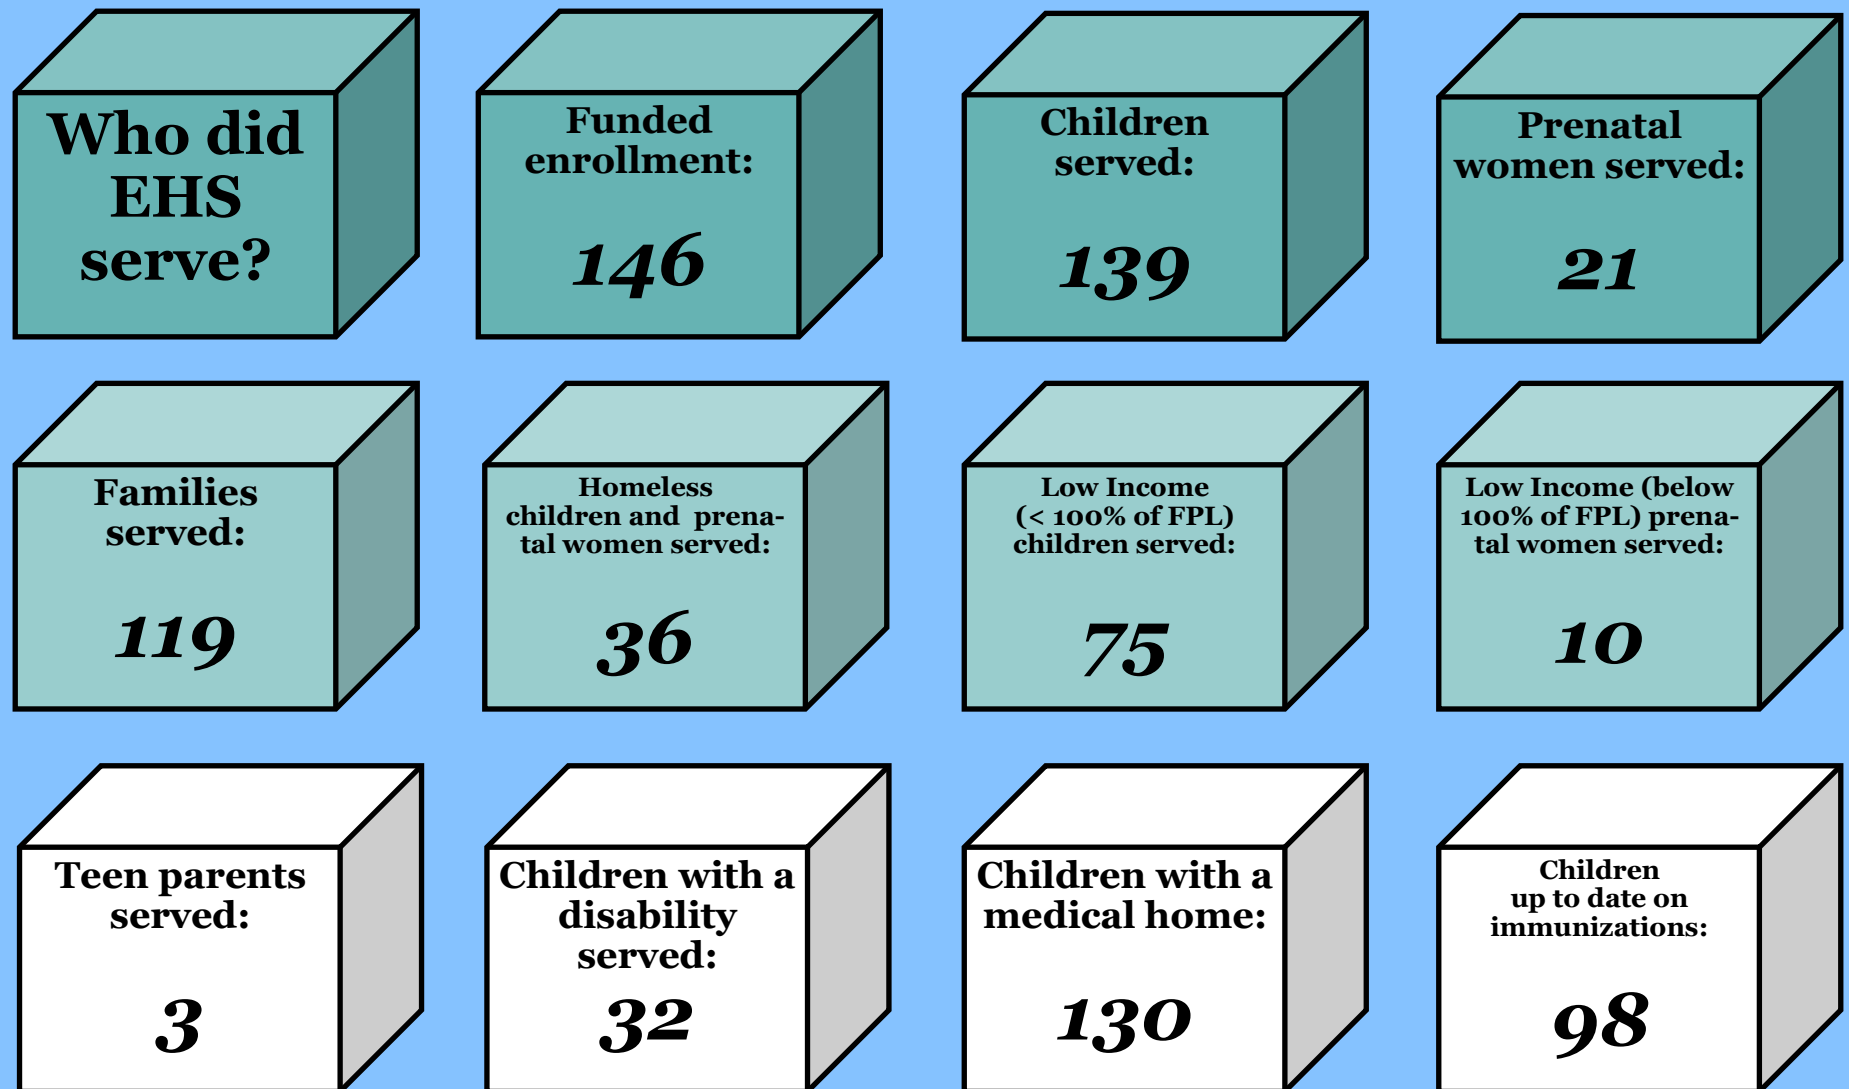 Who did
EHS
serve?
Funded
enrollment:
146
Children
served:
139
Prenatal
women served:
21
Families
served:
119
Homeless
children and  prena-
tal women served:
36
Low Income
(< 100% of FPL)
children served:
75
Low Income (below
100% of FPL) prena-
tal women served:
10
Teen parents
served:
3
Children with a
disability
served:
32
Children with a
medical home:
130
Children
up to date on
immunizations:
98